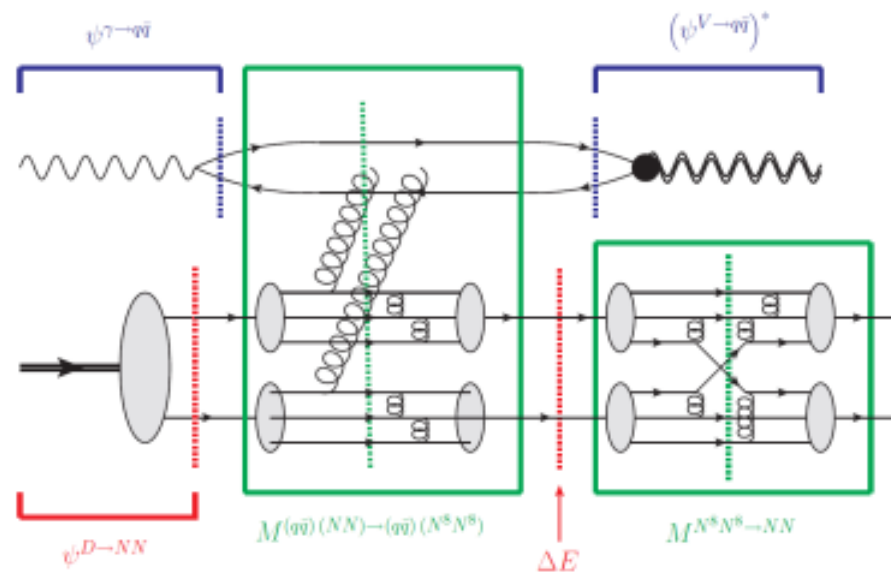 ψ^{γ→qq̄}
(ψ^{V→qq̄})^*
M^{(qq̄)(NN)→(qq̄)(N^8N^8)}
M^{N^8N^8→NN}
ψ^{D→NN}
ΔE